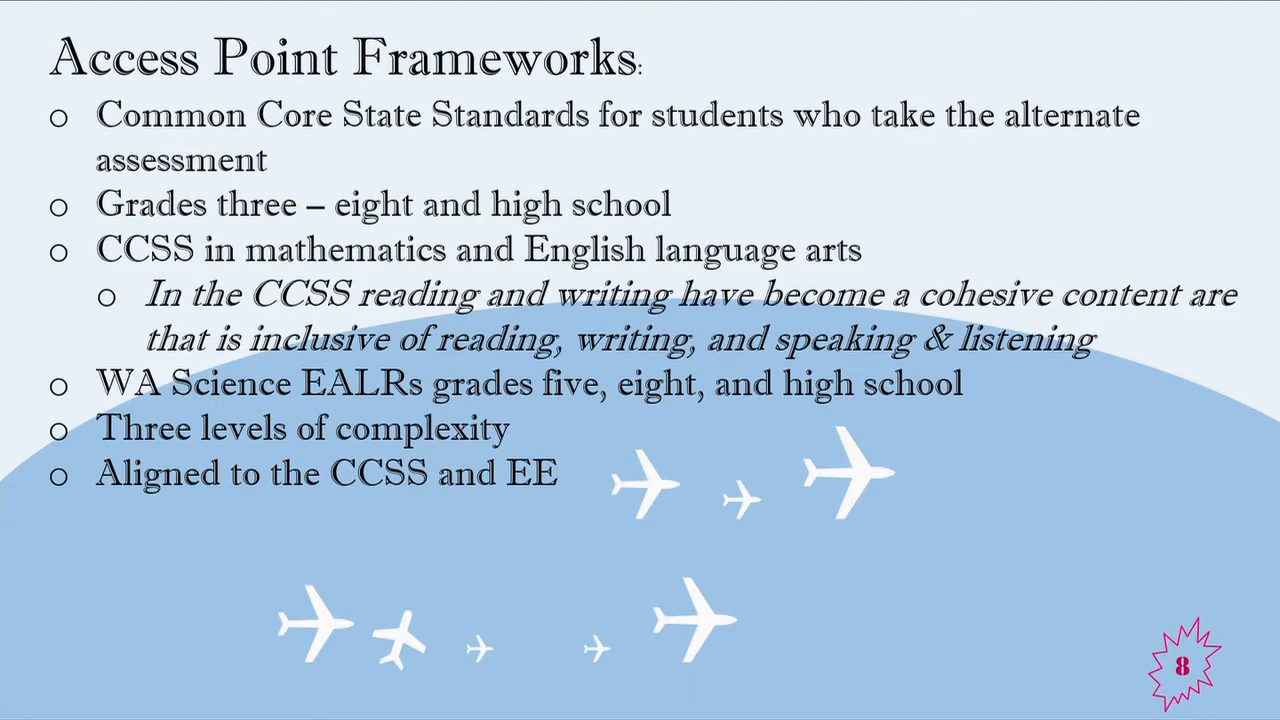 Access Point Frameworks:
o Common Core State Standards for students who take the alternate
assessment
o Grades three – eight and high school
o CCSS in mathematics and English language arts
o In the CCSS reading and writing have become a cohesive content are
that is inclusive of reading, writing, and speaking & listening
o WA Science EALRs grades five, eight, and high school
o Three levels of complexity
o Aligned to the CCSS and EE
8